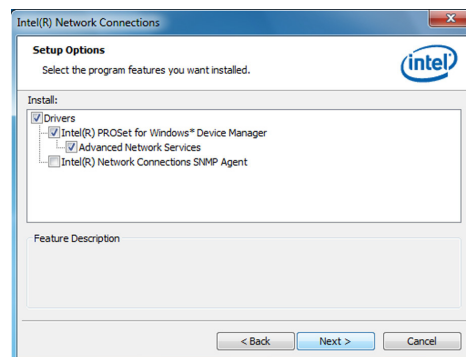 Intel(R) Network Connections
Setup Options
Select the program features you want installed.
intel
Install:
Drivers
Intel(R) PROSet for Windows* Device Manager
Advanced Network Services
Intel(R) Network Connections SNMP Agent
Feature Description
< Back
Next >
Cancel